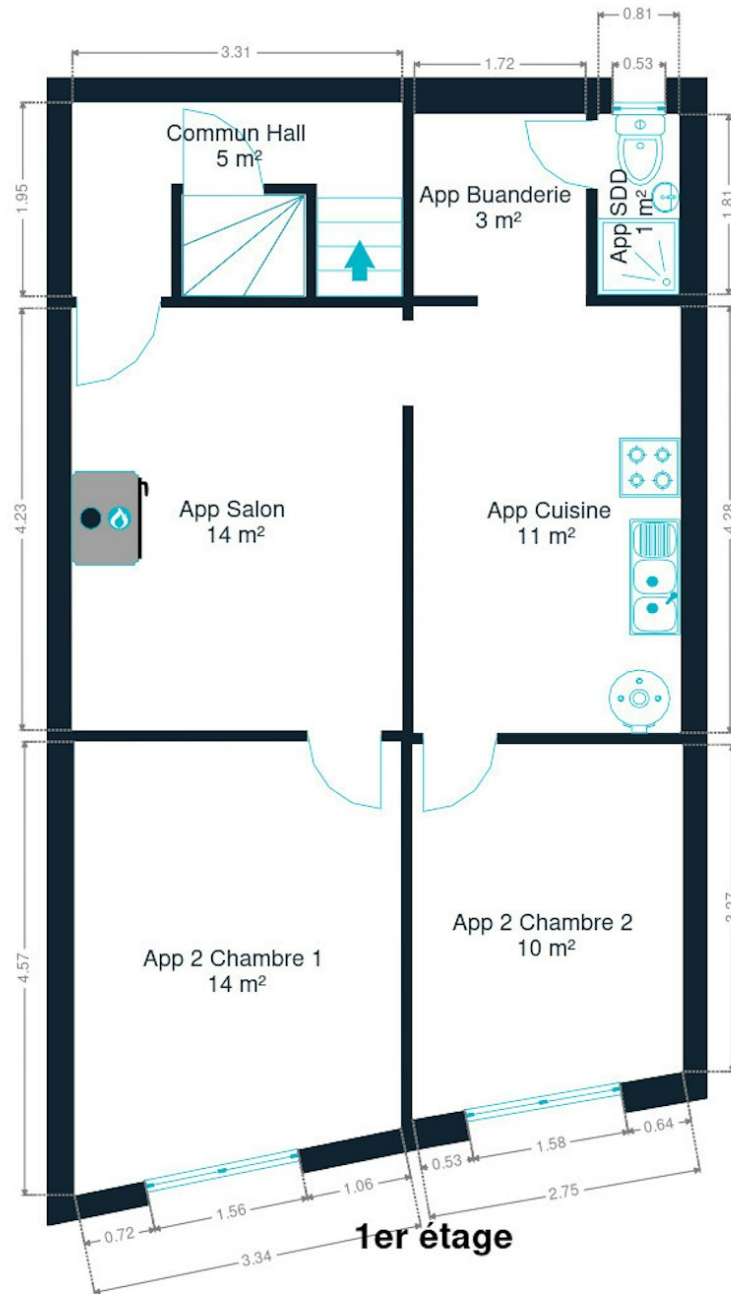 0.81
3.31
1.72
0.53
Commun Hall
5 m²
1.95
App Buanderie
3 m²
App SDD
1 m²
1.81
4.23
App Salon
14 m²
App Cuisine
11 m²
4.28
4.57
App 2 Chambre 1
14 m²
App 2 Chambre 2
10 m²
3.27
0.72
1.56
1.06
3.34
0.53
1.58
0.64
2.75
1er étage